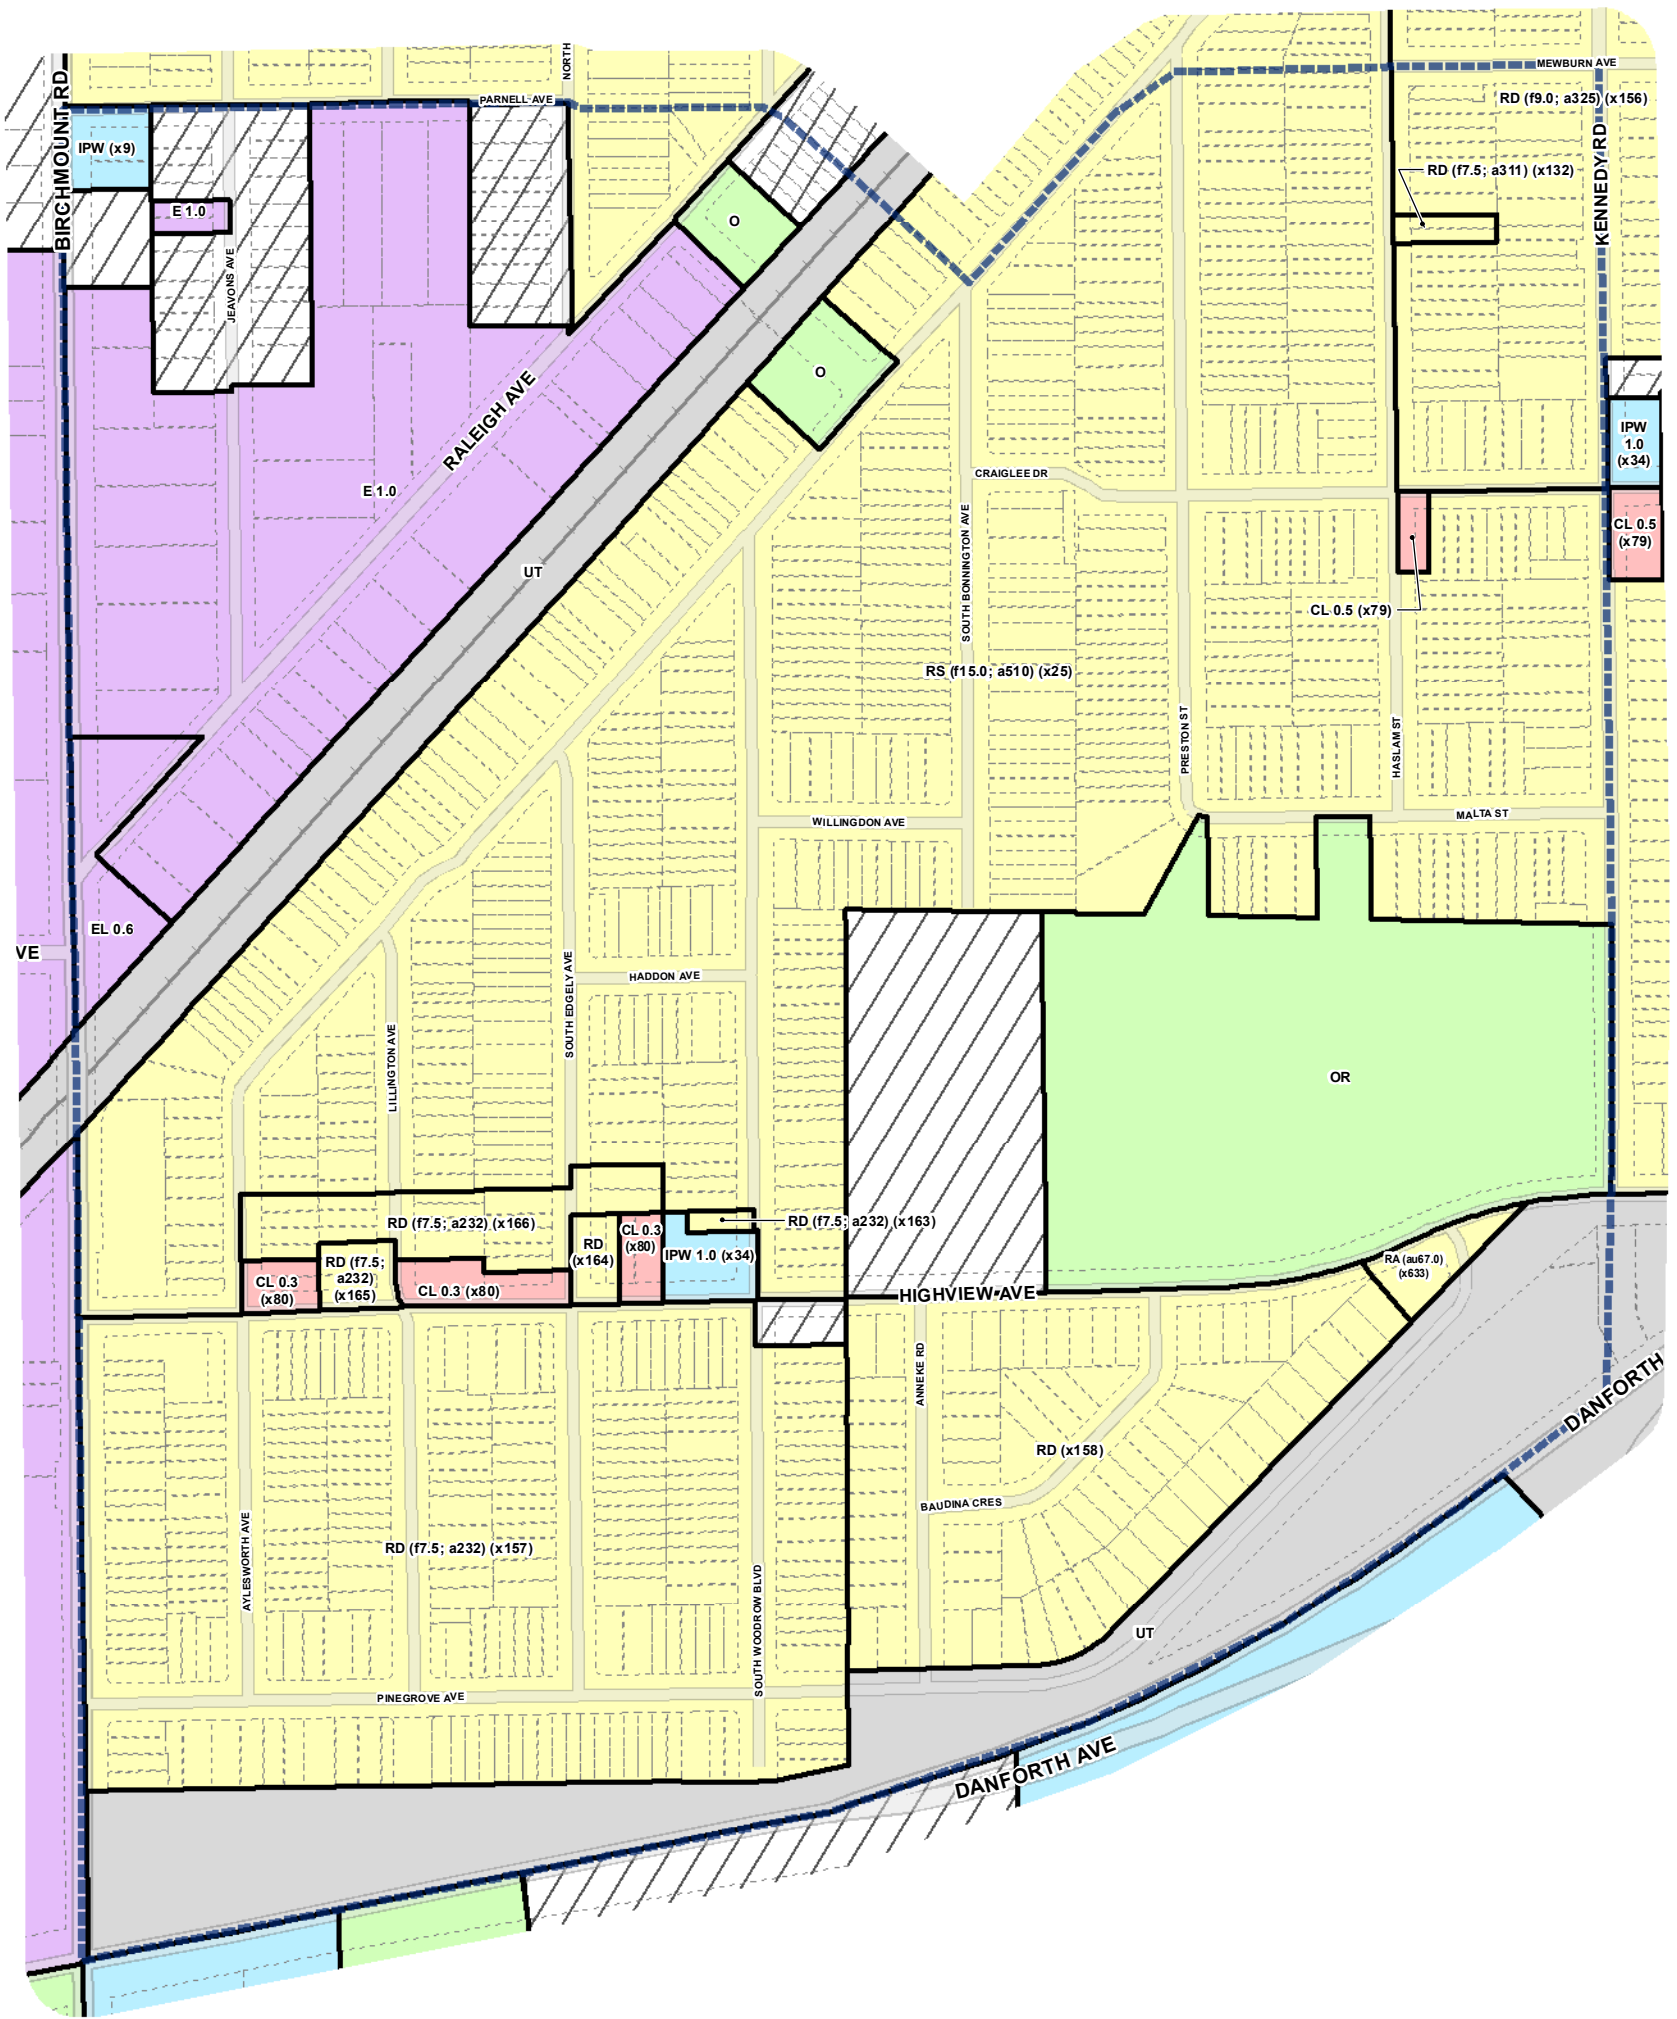 NORTH
MEWBURN AVE
BIRCHMOUNT RD
PARNELL AVE
RD (f9.0; a325) (x156)
KENNEDY RD
IPW (x9)
RD (f7.5; a311) (x132)
E 1.0
O
JEAVONS AVE
O
RALEIGH AVE
IPW
1.0
(x34)
CRAIGLEE DR
E 1.0
SOUTH BONNINGTON AVE
CL 0.5
(x79)
UT
CL 0.5 (x79)
RS (f15.0; a510) (x25)
PRESTON ST
HASLAM ST
WILLINGDON AVE
MALTA ST
EL 0.6
VE
SOUTH EDGELY AVE
HADDON AVE
LILLINGTON AVE
OR
RD (f7.5; a232) (x166)
RD (f7.5; a232) (x163)
CL 0.3
(x80)
RD
(x164)
IPW 1.0 (x34)
RD (f7.5;
a232)
(x165)
CL 0.3
(x80)
CL 0.3 (x80)
RA (au67.0)
(x633)
HIGHVIEW AVE
ANNEKE RD
DANFORTH
RD (x158)
BAUDINA CRES
AYLESWORTH AVE
RD (f7.5; a232) (x157)
SOUTH WOODROW BLVD
UT
PINEGROVE AVE
DANFORTH AVE